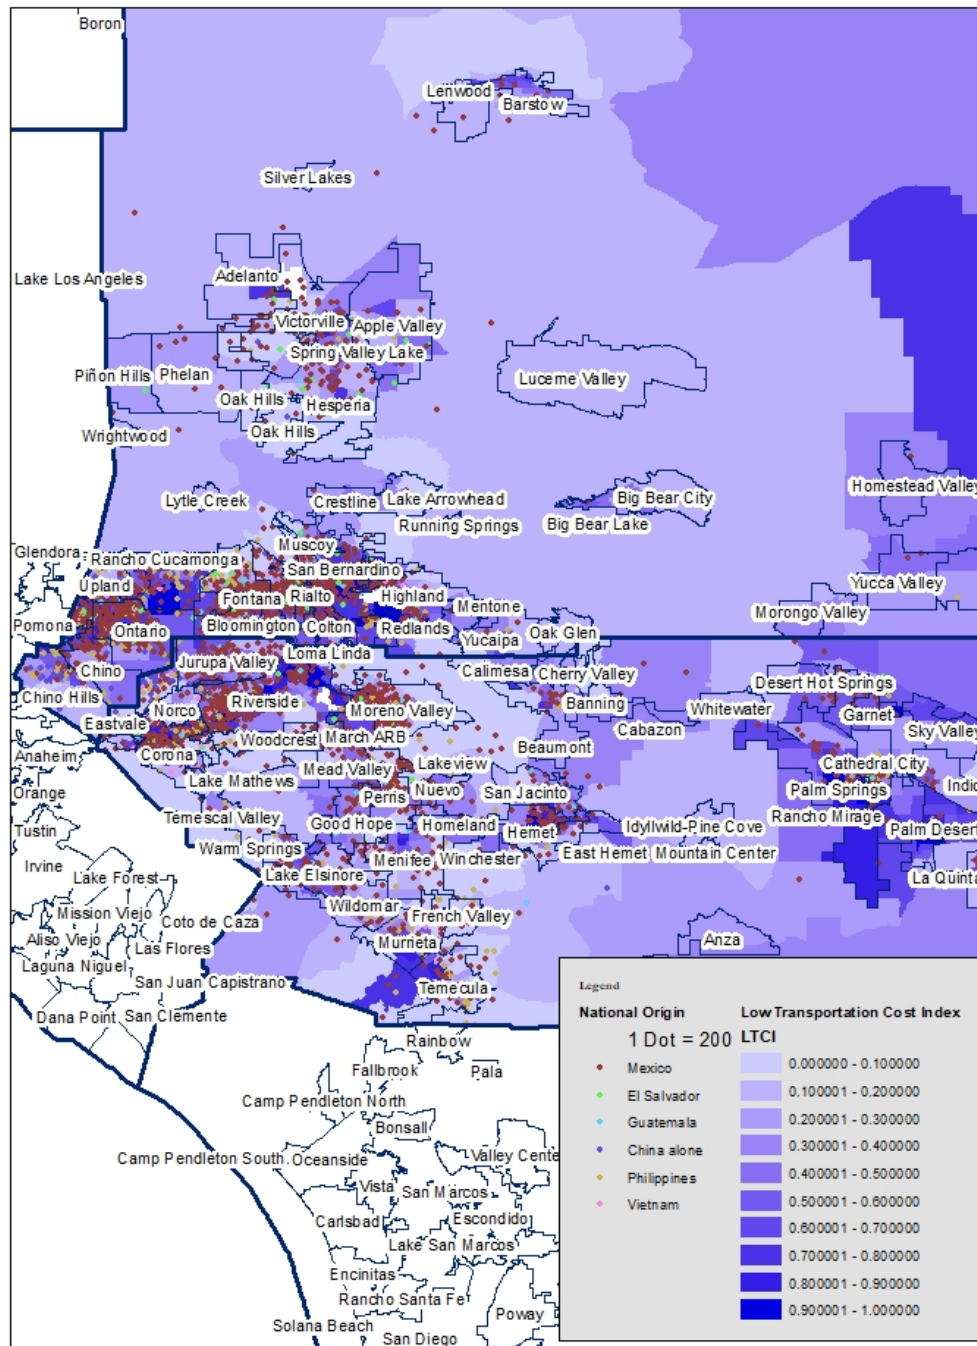 Boron
Lenwood
Barstow
Silver Lakes
Adelanto
Lake Los Angeles
Victorville
Apple Valley
Spring Valley Lake
Piñon Hills
Phelan
Lucerne Valley
Oak Hills
Hesperia
Wrightwood
Oak Hills
Lytle Creek
Crestline
Lake Arrowhead
Big Bear City
Homestead Valley
Running Springs
Big Bear Lake
Glendora
Rancho Cucamonga
Muscoy
San Bernardino
Upland
Fontana
Rialto
Highland
Yucca Valley
Pomona
Ontario
Bloomington
Colton
Redlands
Mentone
Yucaipa
Oak Glen
Morongo Valley
Chino
Jurupa Valley
Loma Linda
Calimesa
Cherry Valley
Desert Hot Springs
Chino Hills
Norco
Riverside
Moreno Valley
Banning
Whitewater
Garnet
Eastvale
Woodcrest
March ARB
Cabazon
Sky Valley
Anaheim
Corona
Beaumont
Lake Mathews
Mead Valley
Lakeview
Cathedral City
Orange
Perris
Nuevo
San Jacinto
Palm Springs
Indio
Temescal Valley
Good Hope
Homeland
Hemet
Idyllwild-Pine Cove
Rancho Mirage
Palm Desert
Tustin
Warm Springs
Menifee
Winchester
East Hemet
Mountain Center
Irvine
Lake Forest
Lake Elsinore
La Quinta
Mission Viejo
Coto de Caza
Wildomar
French Valley
Aliso Viejo
Las Flores
Murrieta
Anza
Laguna Niguel
San Juan Capistrano
Temecula
Dana Point
San Clemente
Rainbow
Fallbrook
Pala
Camp Pendleton North
Bonsall
Camp Pendleton South
Oceanside
Valley Cente
Vista
San Marcos
Carlsbad
Escondido
Lake San Marcos
Encinitas
Rancho Santa Fe
Solana Beach
Poway
San Diego
Legend
National Origin
1 Dot = 200
Mexico
El Salvador
Guatemala
China alone
Philippines
Vietnam
Low Transportation Cost Index
LTCI
0.000000 - 0.100000
0.100001 - 0.200000
0.200001 - 0.300000
0.300001 - 0.400000
0.400001 - 0.500000
0.500001 - 0.600000
0.600001 - 0.700000
0.700001 - 0.800000
0.800001 - 0.900000
0.900001 - 1.000000